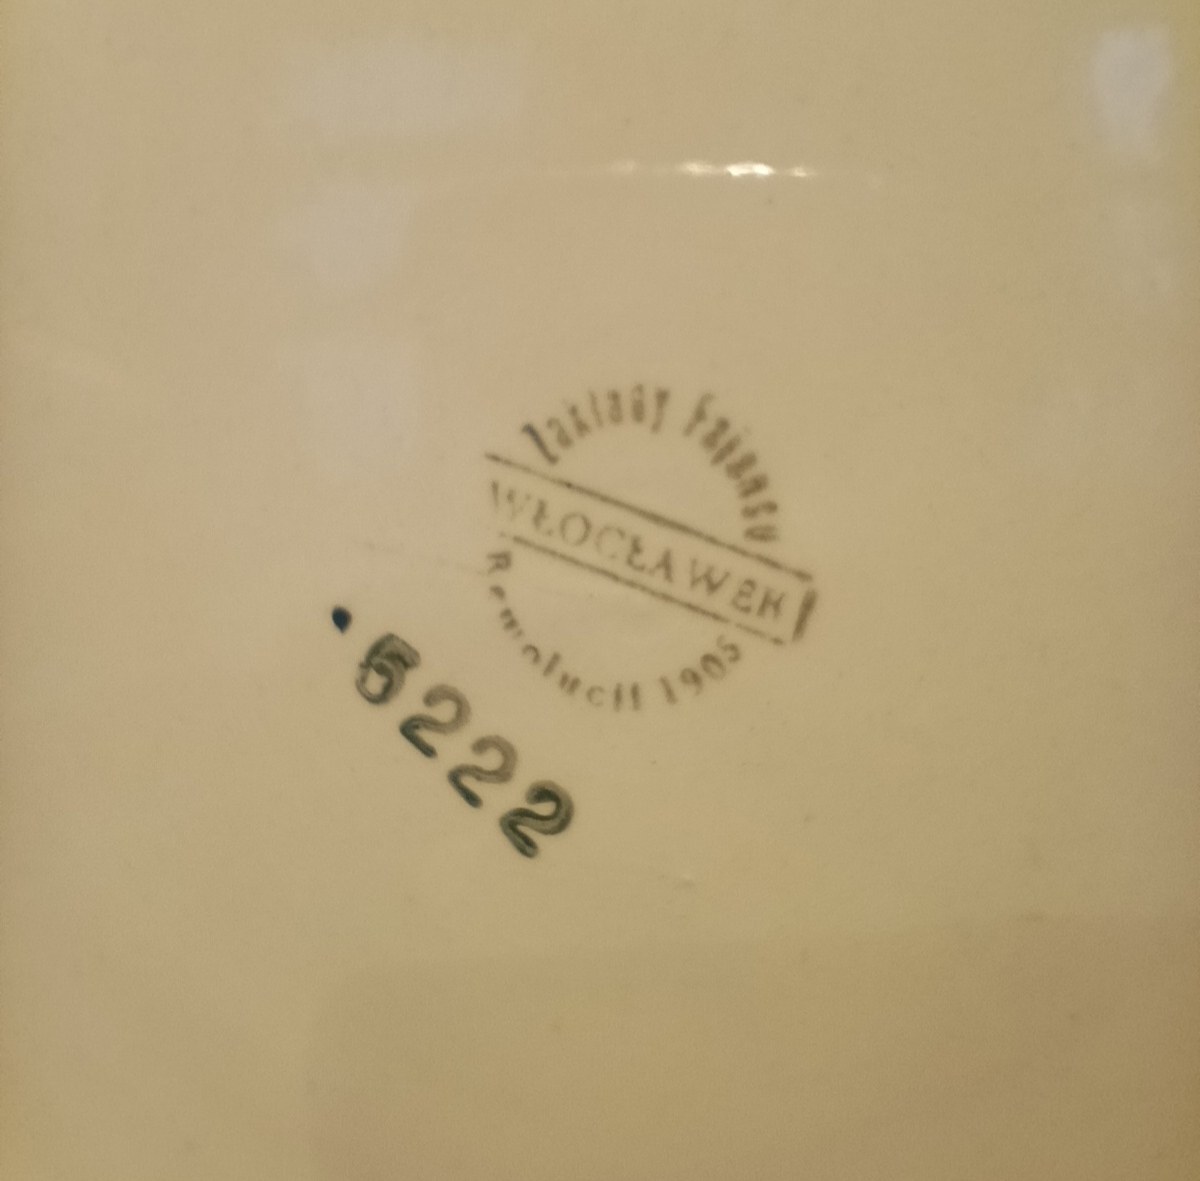 Zakłady Fajansu
WŁOCŁAWEK
Rewolucji 1905
5222